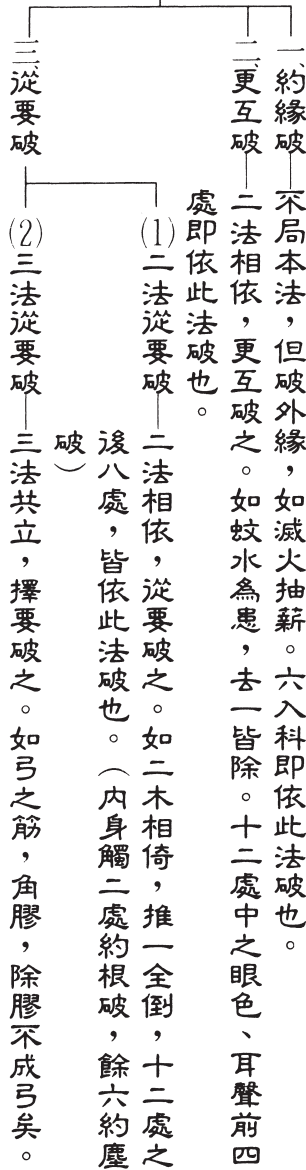 一、約緣破——不局本法，但破外緣，如滅火抽薪。六入科即依此法破也。
二、更互破——二法相依，更互破之。如蚊水為患，去一皆除。十二處中之眼色、耳聲前四
處即依此法破也。
三、從要破
(1)二法從要破——二法相依，從要破之。如二木相倚，推一全倒，十二處之
後八處，皆依此法破也。（內身觸二處約根破，餘六約塵
破）
(2)三法從要破——三法共立，擇要破之。如弓之筋，角膠，除膠不成弓矣。